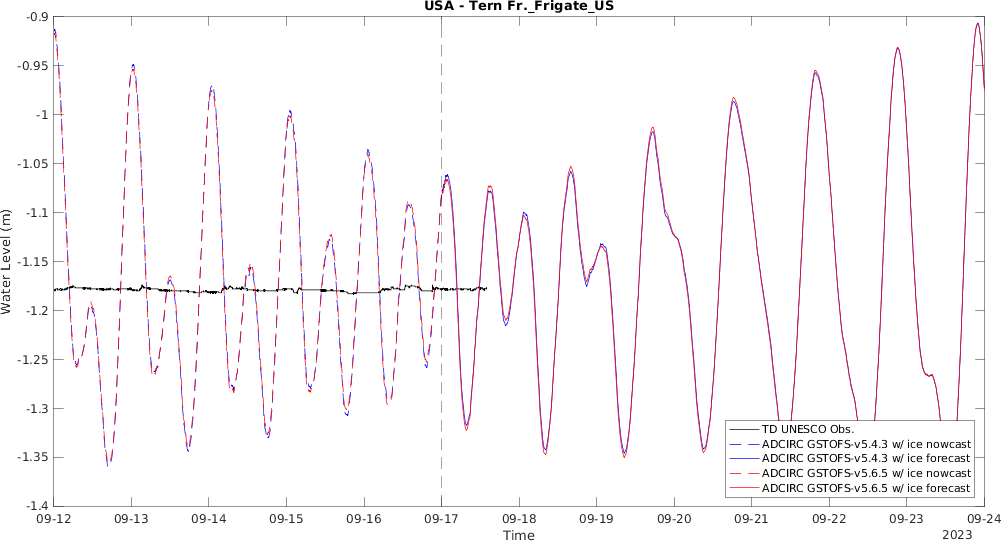 USA - Tern Fr._Frigate_US
-0.9
-0.95
-1
-1.05
-1.1
-1.15
-1.2
-1.25
-1.3
-1.35
-1.4
Water Level (m)
TD UNESCO Obs.
ADCIRC GSTOFS-v5.4.3 w/ ice nowcast
ADCIRC GSTOFS-v5.4.3 w/ ice forecast
ADCIRC GSTOFS-v5.6.5 w/ ice nowcast
ADCIRC GSTOFS-v5.6.5 w/ ice forecast
09-12 09-13 09-14 09-15 09-16 09-17 09-18 09-19 09-20 09-21 09-22 09-23 09-24
Time
2023